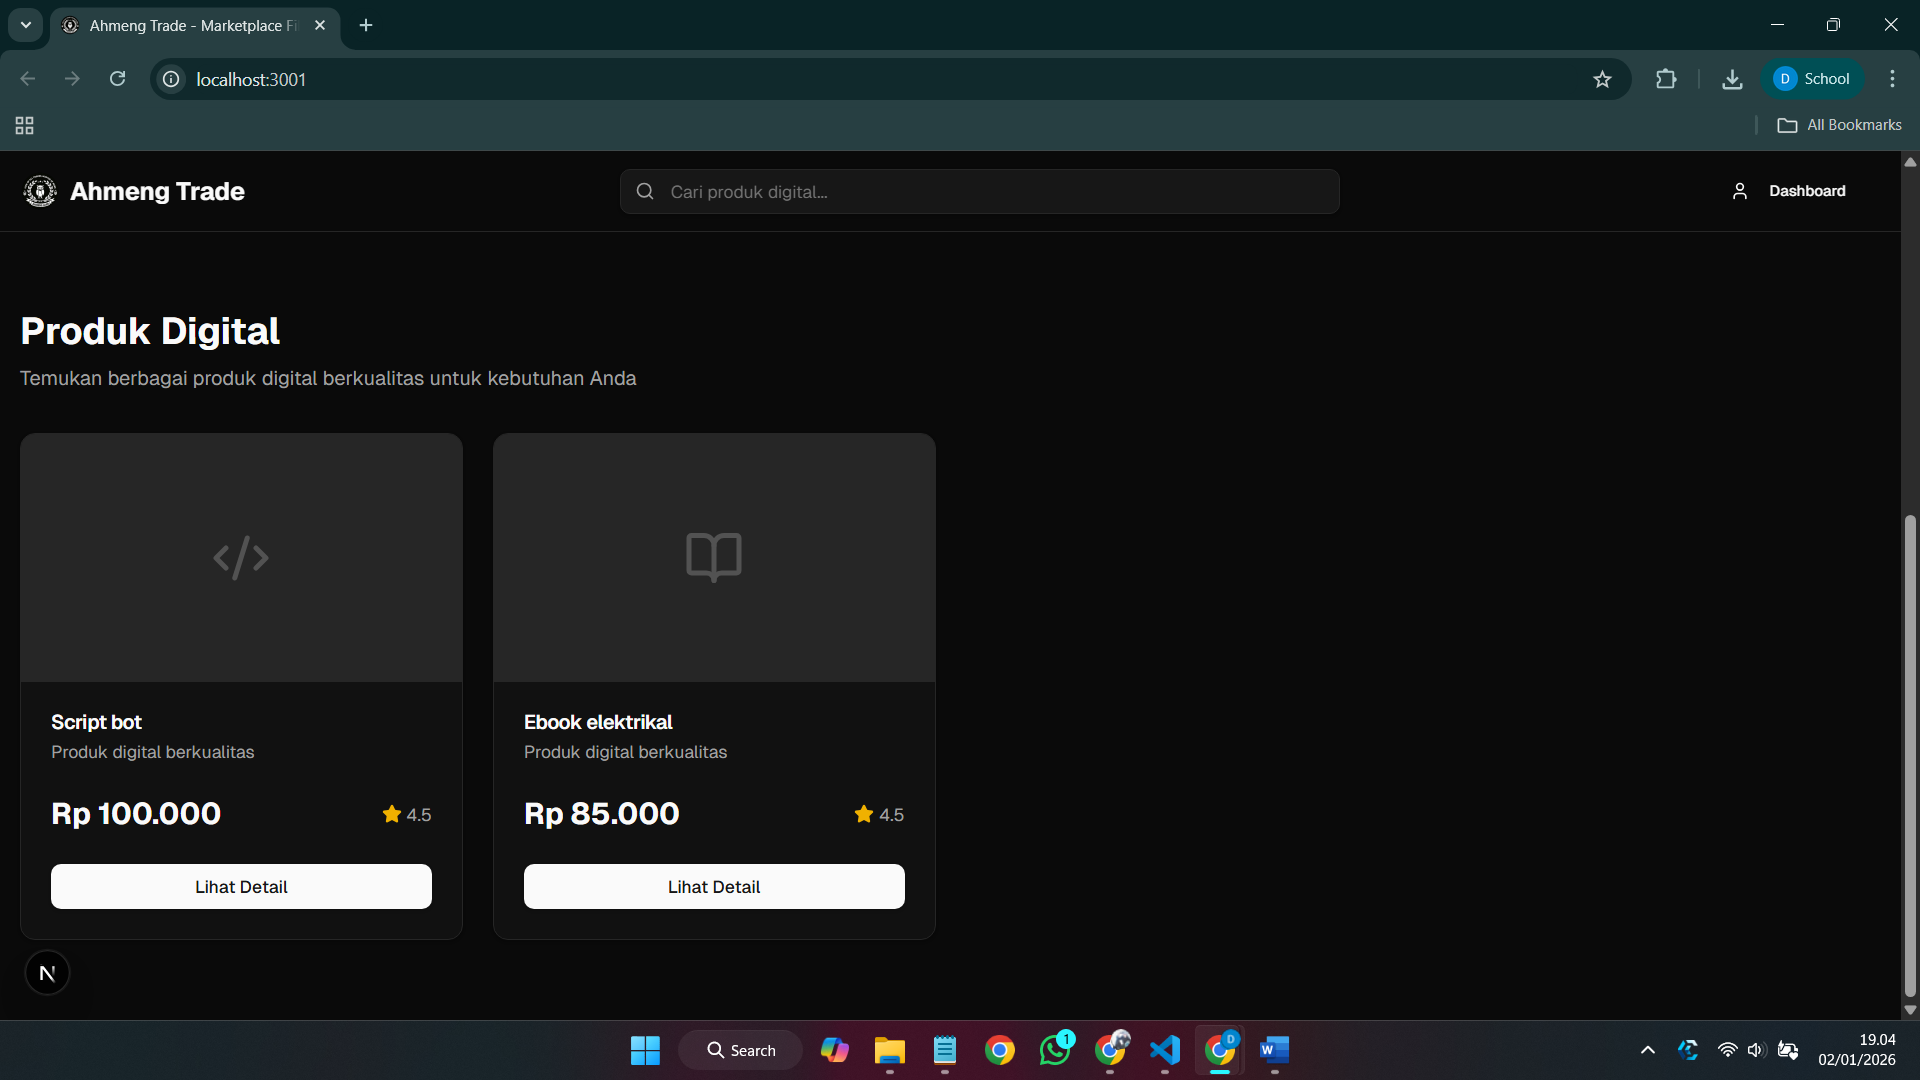 Ahmeng Trade - Marketplace Fi
localhost:3001
D School
All Bookmarks
Ahmeng Trade
Cari produk digital...
Dashboard
Produk Digital
Temukan berbagai produk digital berkualitas untuk kebutuhan Anda
Script bot
Produk digital berkualitas
Rp 100.000
4.5
Lihat Detail
Ebook elektrikal
Produk digital berkualitas
Rp 85.000
4.5
Lihat Detail
N
Search
1
D
W
19.04
02/01/2026